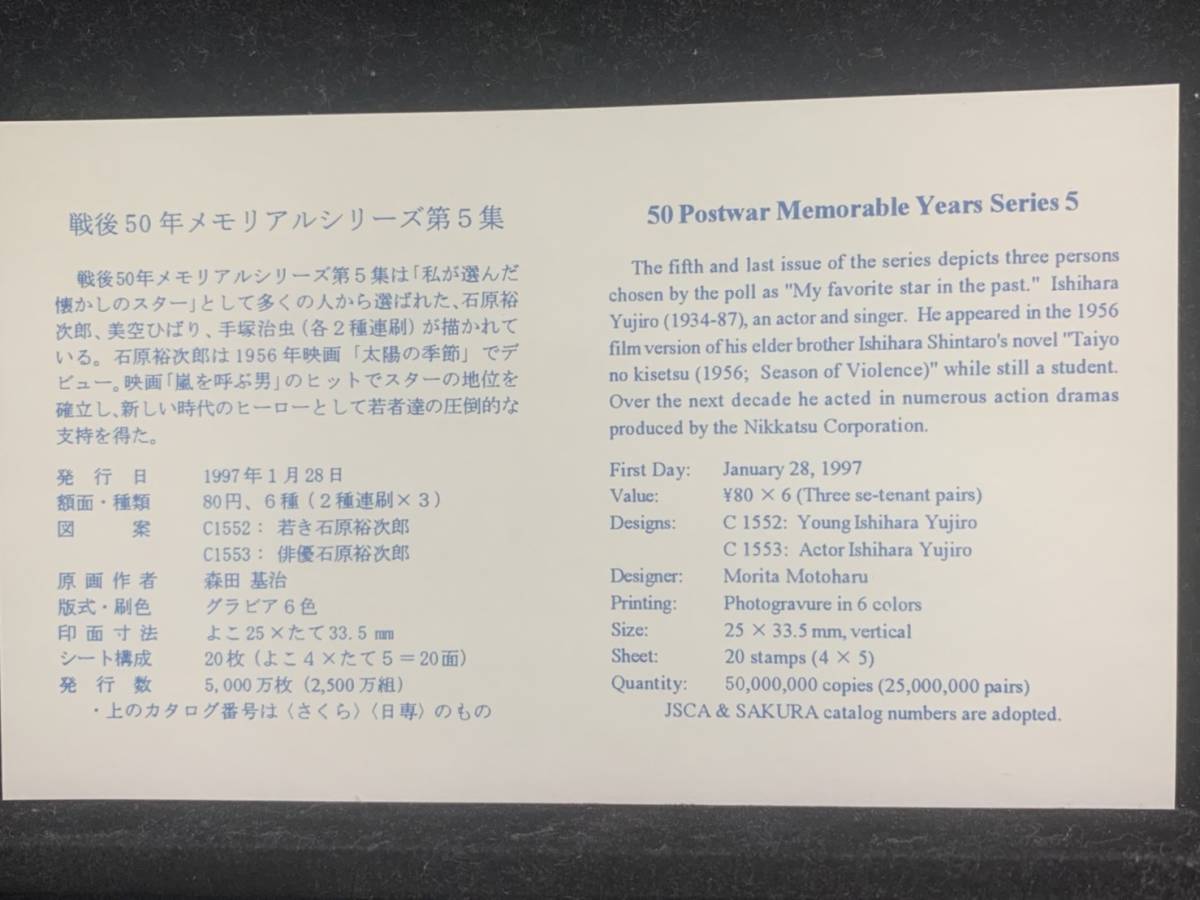 戦後50年メモリアルシリーズ第5集
戦後50年メモリアルシリーズ第5集は「私が選んだ
懐かしのスター」として多くの人から選ばれた、石原裕
次郎、美空ひばり、手塚治虫（各2種連刷）が描かれて
いる。石原裕次郎は1956年映画「太陽の季節」でデ
ビュー。映画「嵐を呼ぶ男」のヒットでスターの地位を
確立し、新しい時代のヒーローとして若者達の圧倒的な
支持を得た。
発行日 1997年1月28日
額面・種類 80円、6種（2種連刷×3）
図案 C1552： 若き石原裕次郎
C1553： 俳優石原裕次郎
原画作者 森田 基治
版式・刷色 グラビア6色
印面寸法 よこ25×たて33.5㎜
シート構成 20枚（よこ4×たて5＝20面）
発行数 5,000万枚（2,500万組）
・上のカタログ番号は〈さくら〉〈日専〉のもの
50 Postwar Memorable Years Series 5
The fifth and last issue of the series depicts three persons
chosen by the poll as "My favorite star in the past." Ishihara
Yujiro (1934-87), an actor and singer. He appeared in the 1956
film version of his elder brother Ishihara Shintaro's novel "Taiyo
no kisetsu (1956; Season of Violence)" while still a student.
Over the next decade he acted in numerous action dramas
produced by the Nikkatsu Corporation.
First Day: January 28, 1997
Value: ¥80 × 6 (Three se-tenant pairs)
Designs: C 1552: Young Ishihara Yujiro
C 1553: Actor Ishihara Yujiro
Designer: Morita Motoharu
Printing: Photogravure in 6 colors
Size: 25 × 33.5 mm, vertical
Sheet: 20 stamps (4 × 5)
Quantity: 50,000,000 copies (25,000,000 pairs)
JSCA & SAKURA catalog numbers are adopted.